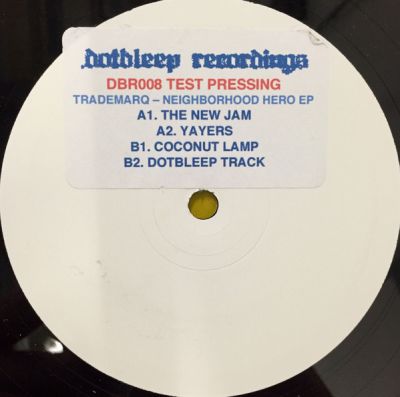 dotbleep recordings
DBR008 TEST PRESSING
TRADEMARQ – NEIGHBORHOOD HERO EP
A1. THE NEW JAM
A2. YAYERS
B1. COCONUT LAMP
B2. DOTBLEEP TRACK